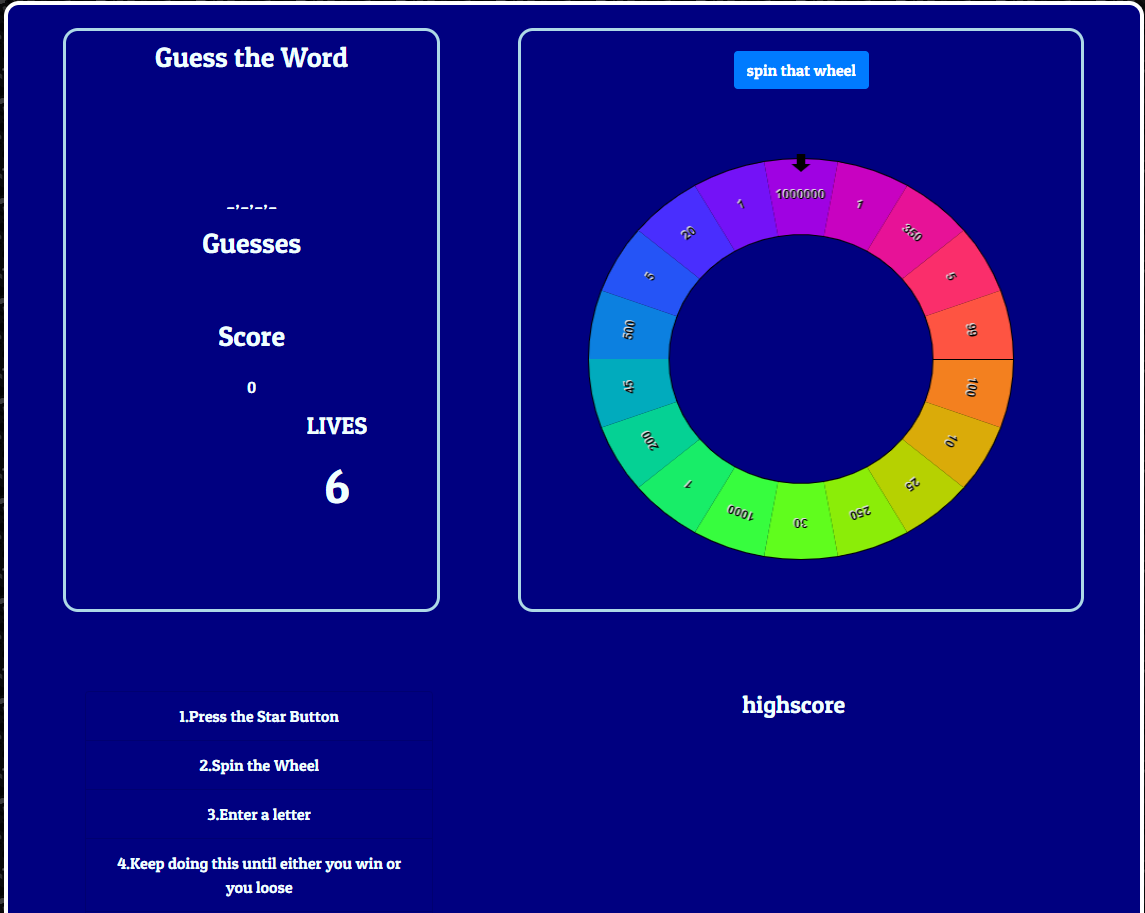 Guess the Word
_,_,_,_
Guesses
Score
0
LIVES
6
spin that wheel
1000000
1
350
5
99
100
10
25
250
30
1000
1
200
45
500
5
20
1
highscore
1.Press the Star Button
2.Spin the Wheel
3.Enter a letter
4.Keep doing this until either you win or
you loose